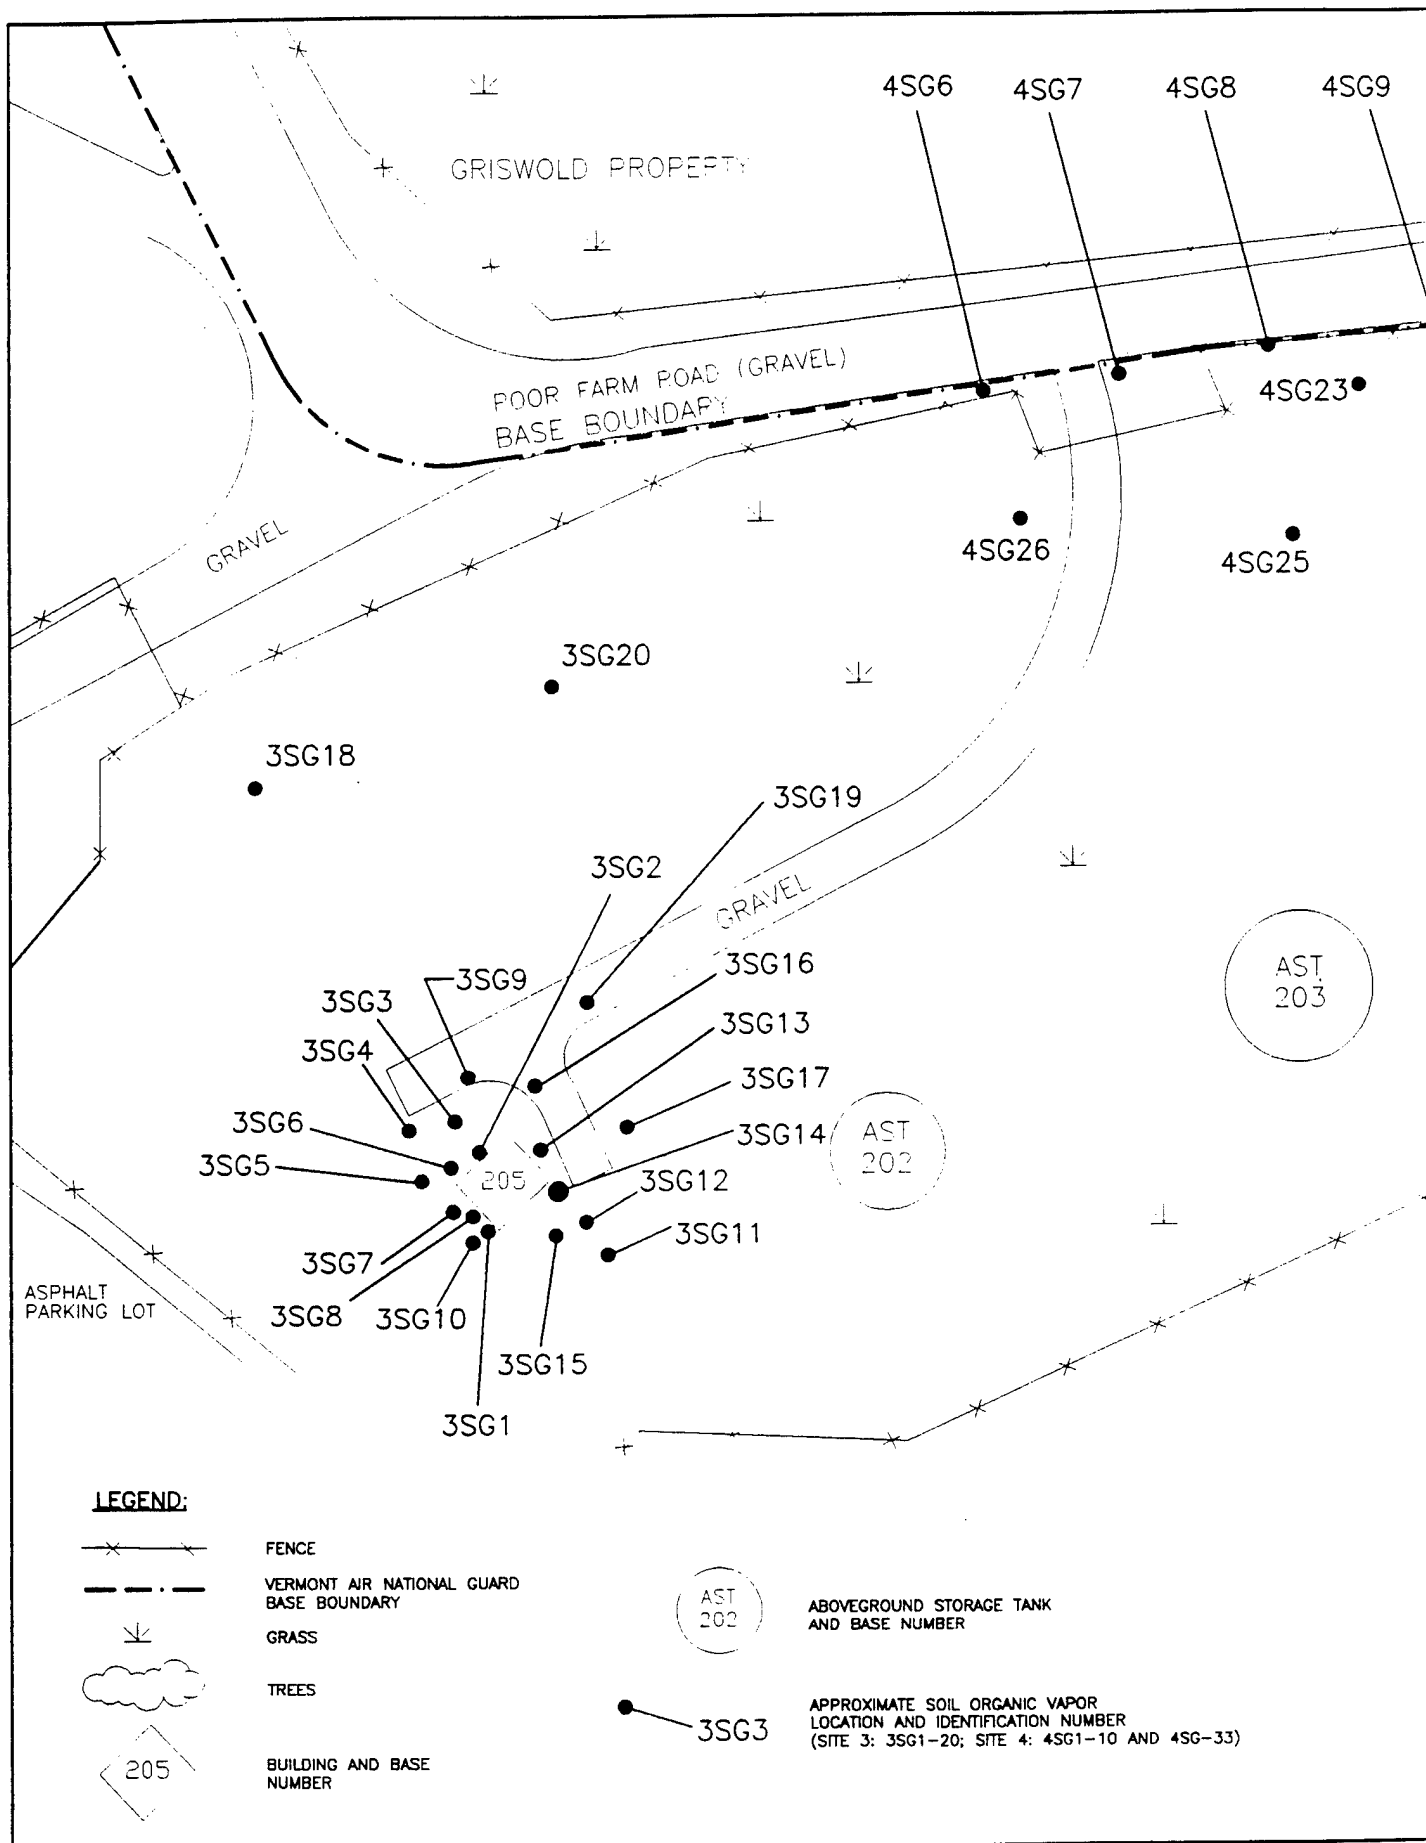 4SG6
4SG7
4SG8
4SG9
GRISWOLD PROPERTY
POOR FARM ROAD (GRAVEL)
BASE BOUNDARY
4SG23
GRAVEL
4SG26
4SG25
3SG20
3SG18
3SG19
3SG2
GRAVEL
3SG9
3SG16
AST
203
3SG3
3SG13
3SG4
3SG17
3SG6
3SG14
AST
202
3SG5
205
3SG12
3SG11
3SG7
ASPHALT
PARKING LOT
3SG8
3SG10
3SG15
3SG1
LEGEND:
FENCE
VERMONT AIR NATIONAL GUARD
BASE BOUNDARY
GRASS
TREES
205
BUILDING AND BASE
NUMBER
AST
202
ABOVEGROUND STORAGE TANK
AND BASE NUMBER
3SG3
APPROXIMATE SOIL ORGANIC VAPOR
LOCATION AND IDENTIFICATION NUMBER
(SITE 3: 3SG1-20; SITE 4: 4SG1-10 AND 4SG-33)